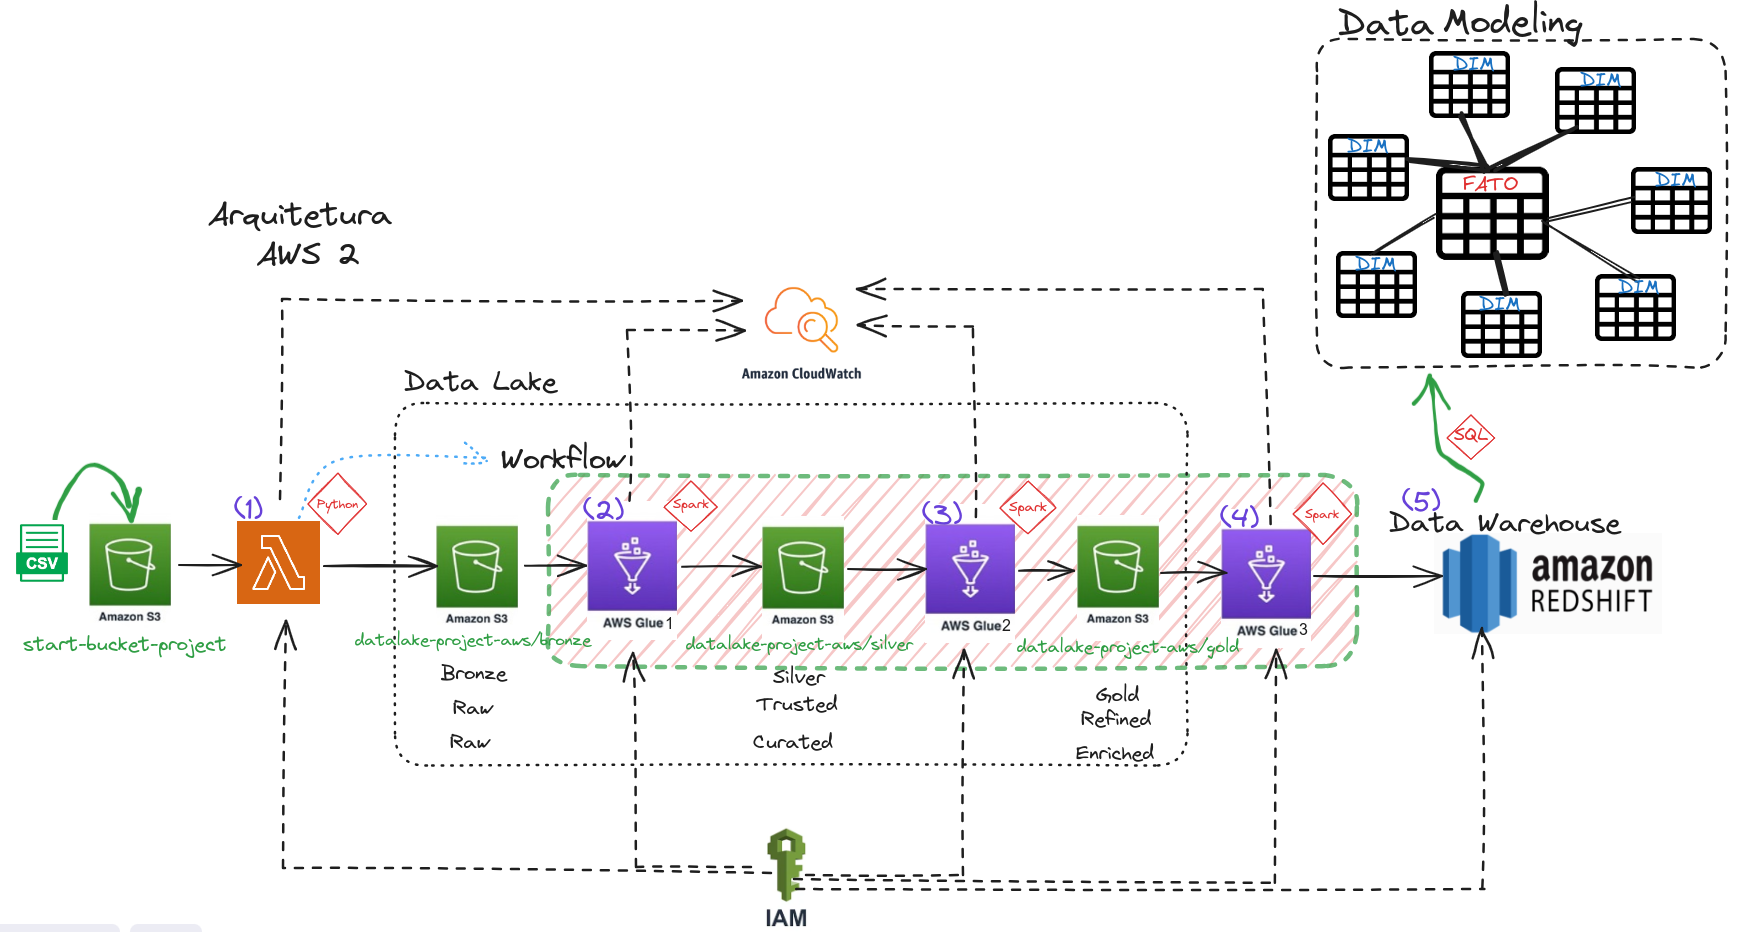 Data Modeling
DIM
DIM
DIM
FATO
DIM
DIM
DIM
DIM
Arquitetura
AWS 2
Amazon CloudWatch
Data Lake
SQL
Workflow
(1)
Python
(2)
Spark
(3)
Spark
(4)
Spark
(5)
Data Warehouse
CSV
amazon
REDSHIFT
Amazon S3
Amazon S3
AWS Glue 1
Amazon S3
AWS Glue 2
Amazon S3
AWS Glue 3
start-bucket-project
datalake-project-aws/bronze
datalake-project-aws/silver
datalake-project-aws/gold
Bronze
Raw
Raw
Silver
Trusted
Curated
Gold
Refined
Enriched
IAM